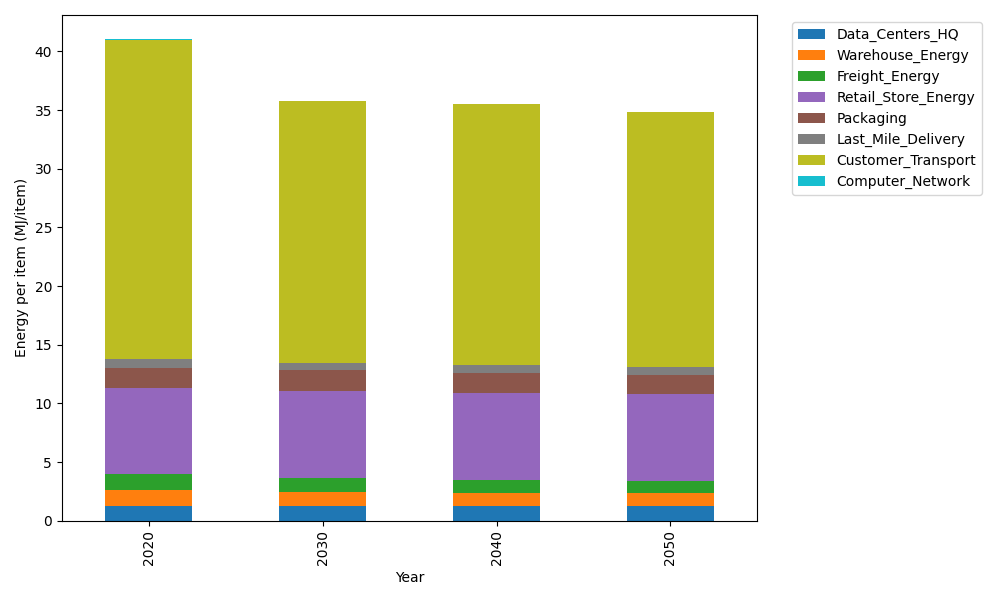 40
35
30
25
20
15
10
5
0
Energy per item (MJ/item)
2020
2030
2040
2050
Year
Data_Centers_HQ
Warehouse_Energy
Freight_Energy
Retail_Store_Energy
Packaging
Last_Mile_Delivery
Customer_Transport
Computer_Network